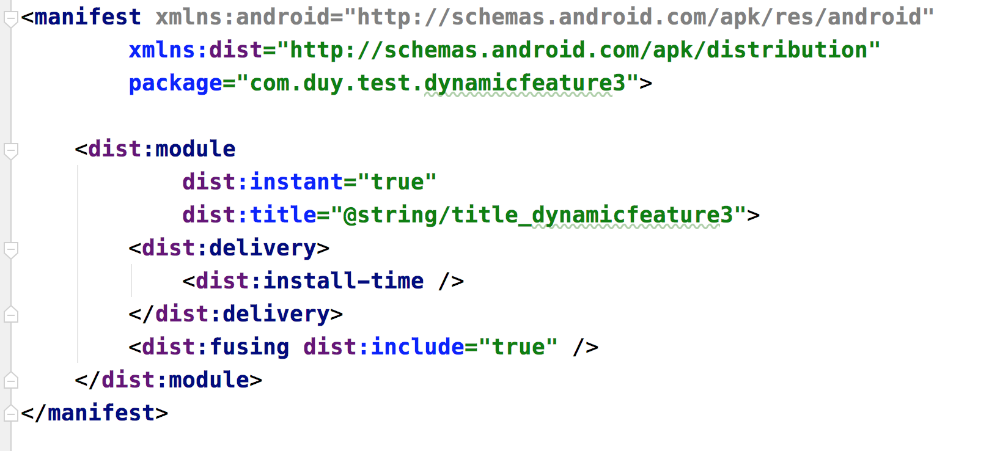 <manifest xmlns:android="http://schemas.android.com/apk/res/android"
        xmlns:dist="http://schemas.android.com/apk/distribution"
        package="com.duy.test.dynamicfeature3">

    <dist:module
            dist:instant="true"
            dist:title="@string/title_dynamicfeature3">
        <dist:delivery>
            <dist:install-time />
        </dist:delivery>
        <dist:fusing dist:include="true" />
    </dist:module>
</manifest>